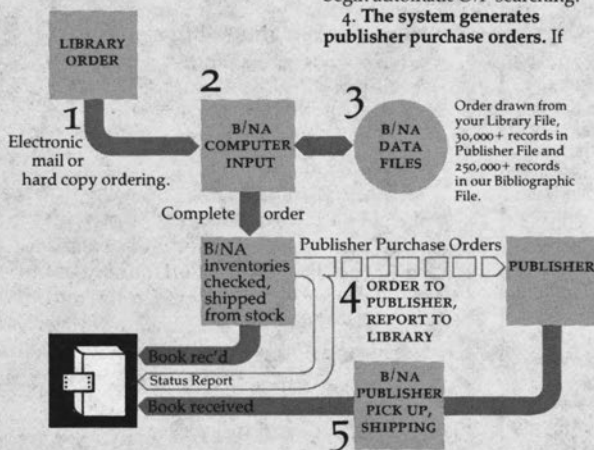 4. The system generates
publisher purchase orders. If
LIBRARY
ORDER
1
Electronic
mail or
hard copy ordering.
2
B/NA
COMPUTER
INPUT
3
B/NA
DATA
FILES
Order drawn from
your Library File,
30,000+ records in
Publisher File and
250,000+ records
in our Bibliographic
File.
Complete order
B/NA
inventories
checked,
shipped
from stock
Publisher Purchase Orders
PUBLISHER
4
ORDER TO
PUBLISHER,
REPORT TO
LIBRARY
Book rec'd
Status Report
Book received
B/NA
PUBLISHER
PICK UP,
SHIPPING
5